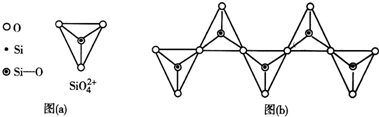 O
Si
Si—O
SiO₄²⁺
图(a)
图(b)